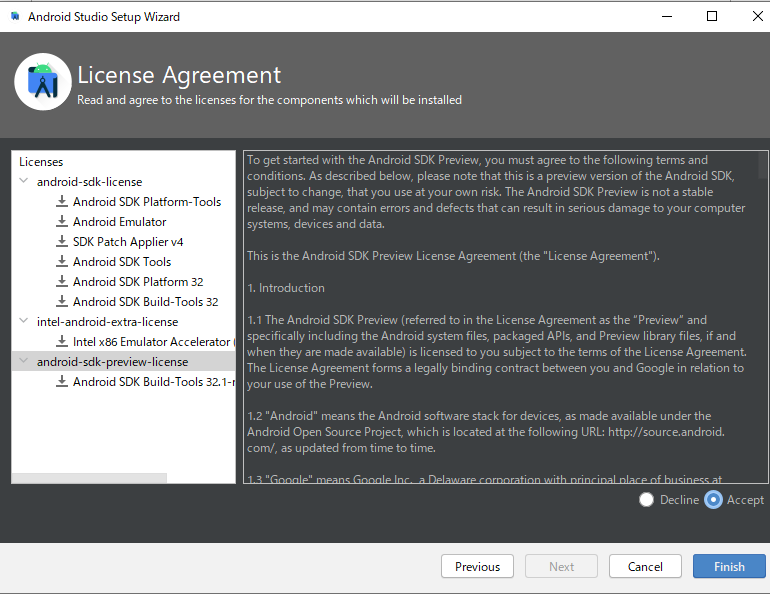 Android Studio Setup Wizard
License Agreement
Read and agree to the licenses for the components which will be installed
Licenses
android-sdk-license
Android SDK Platform-Tools
Android Emulator
SDK Patch Applier v4
Android SDK Tools
Android SDK Platform 32
Android SDK Build-Tools 32
intel-android-extra-license
Intel x86 Emulator Accelerator (
android-sdk-preview-license
Android SDK Build-Tools 32.1-r
To get started with the Android SDK Preview, you must agree to the following terms and
conditions. As described below, please note that this is a preview version of the Android SDK,
subject to change, that you use at your own risk. The Android SDK Preview is not a stable
release, and may contain errors and defects that can result in serious damage to your computer
systems, devices and data.
This is the Android SDK Preview License Agreement (the "License Agreement").
1. Introduction
1.1 The Android SDK Preview (referred to in the License Agreement as the “Preview” and
specifically including the Android system files, packaged APIs, and Preview library files, if and
when they are made available) is licensed to you subject to the terms of the License Agreement.
The License Agreement forms a legally binding contract between you and Google in relation to
your use of the Preview.
1.2 "Android" means the Android software stack for devices, as made available under the
Android Open Source Project, which is located at the following URL: http://source.android.
com/, as updated from time to time.
1.3 "Google" means Google Inc., a Delaware corporation with principal place of business at
Decline
Accept
Previous
Next
Cancel
Finish